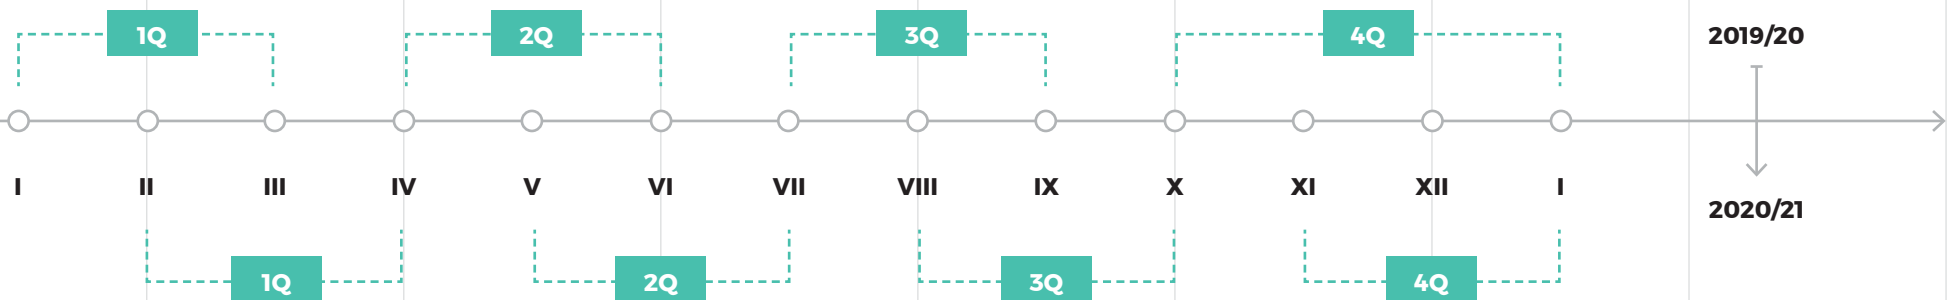 1Q 2Q 3Q 4Q 2019/20
I II III IV V VI VII VIII IX X XI XII I
2020/21
1Q 2Q 3Q 4Q